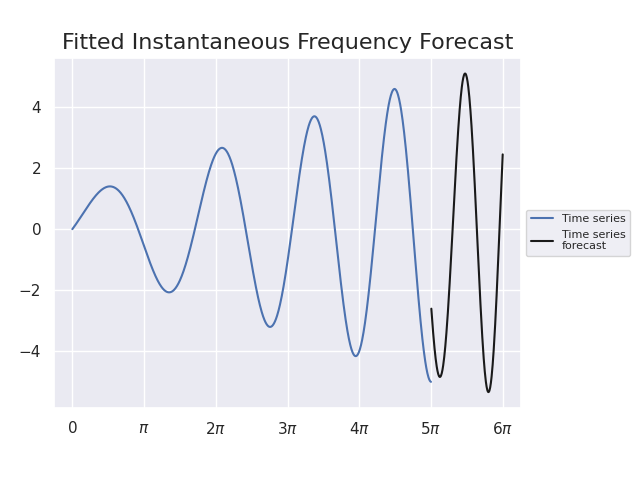 Fitted Instantaneous Frequency Forecast
4
2
0
−2
−4
0
π
2π
3π
4π
5π
6π
Time series
Time series
forecast